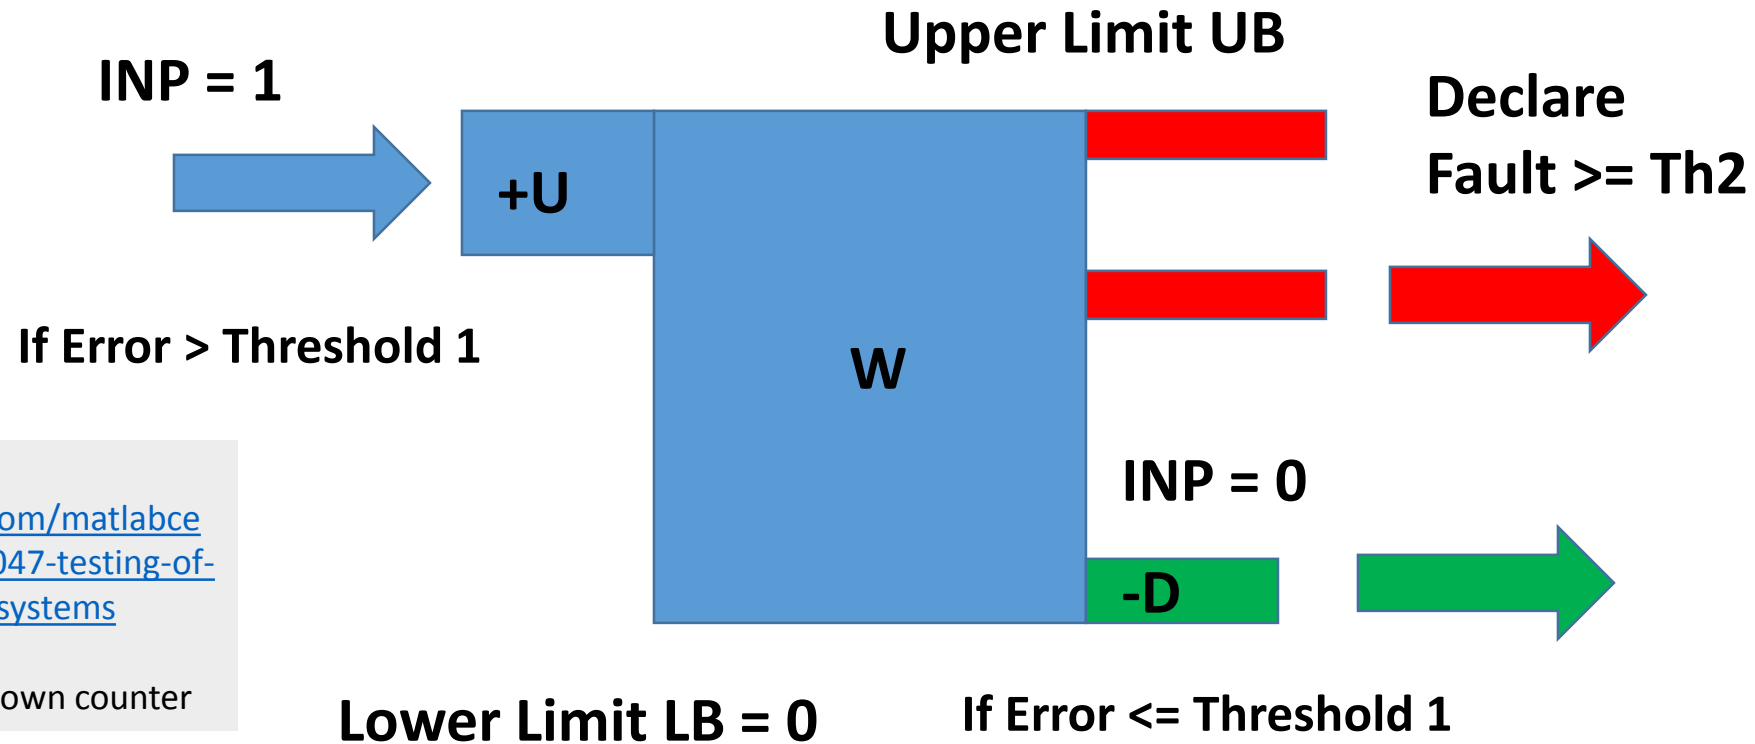 Upper Limit UB
INP = 1
Declare
Fault >= Th2
+U
If Error > Threshold 1
W
INP = 0
om/matlabce
047-testing-of-
systems
-D
own counter
Lower Limit LB = 0
If Error <= Threshold 1